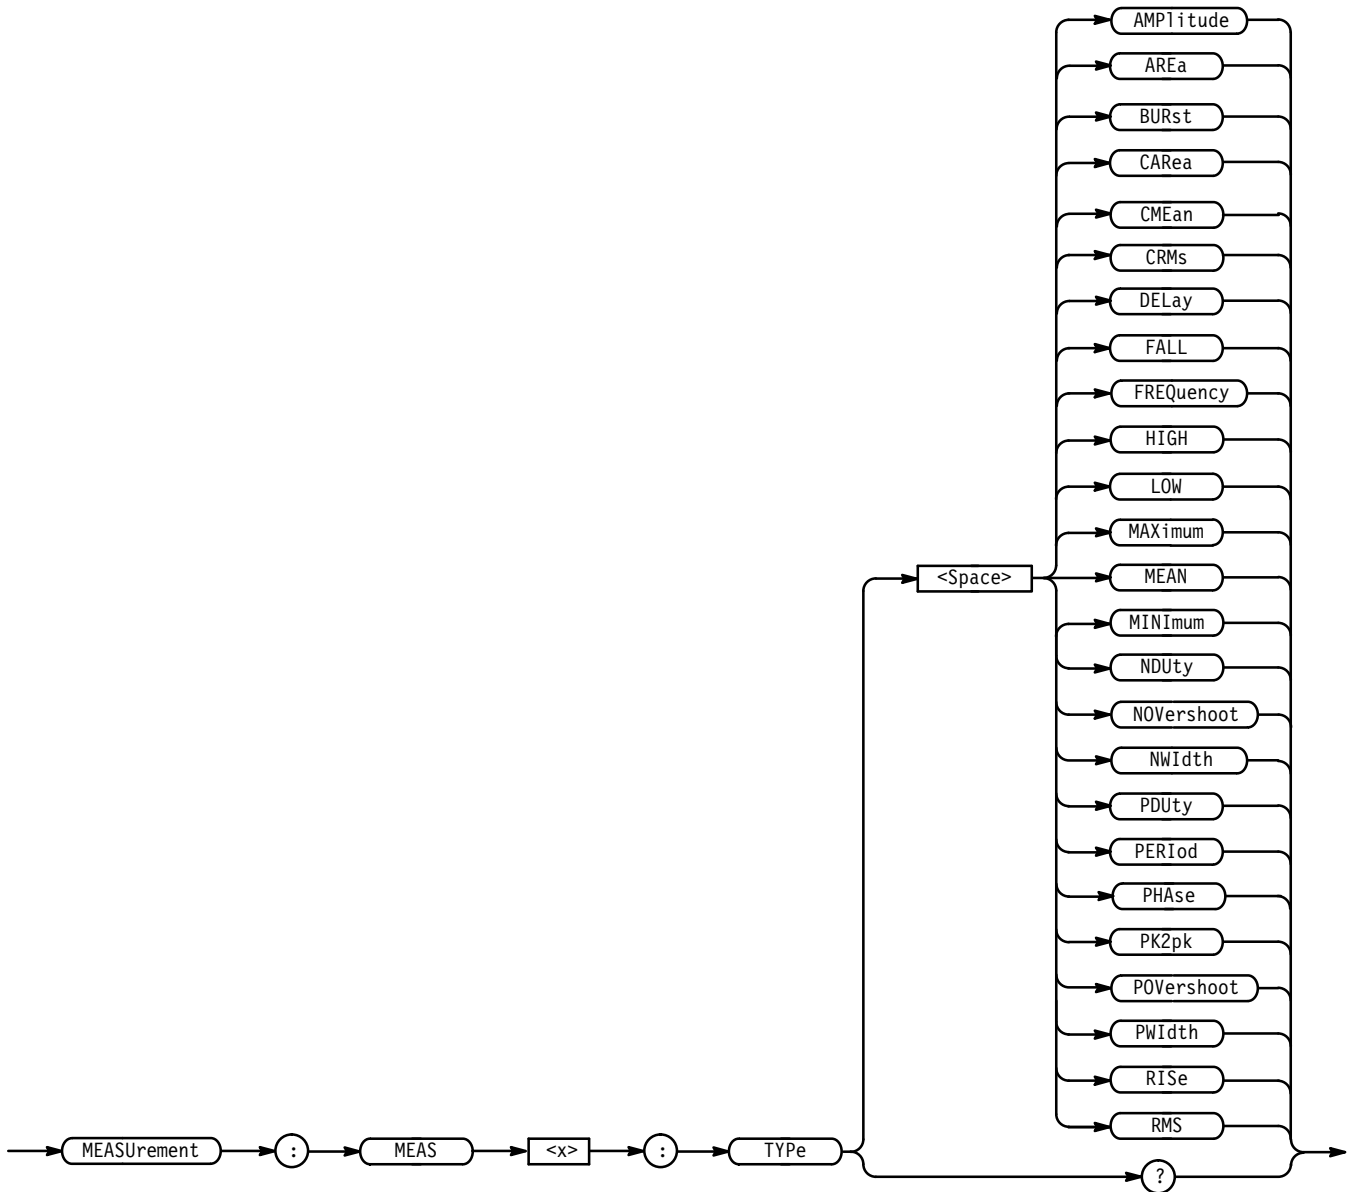 AMPlitude
AREa
BURst
CARea
CMEan
CRMs
DELay
FALL
FREQuency
HIGH
LOW
MAXimum
<Space>
MEAN
MINImum
NDUty
NOVershoot
NWIdth
PDUty
PERIod
PHAse
PK2pk
POVershoot
PWIdth
RISe
RMS
MEASUrement : MEAS <x> : TYPe
?